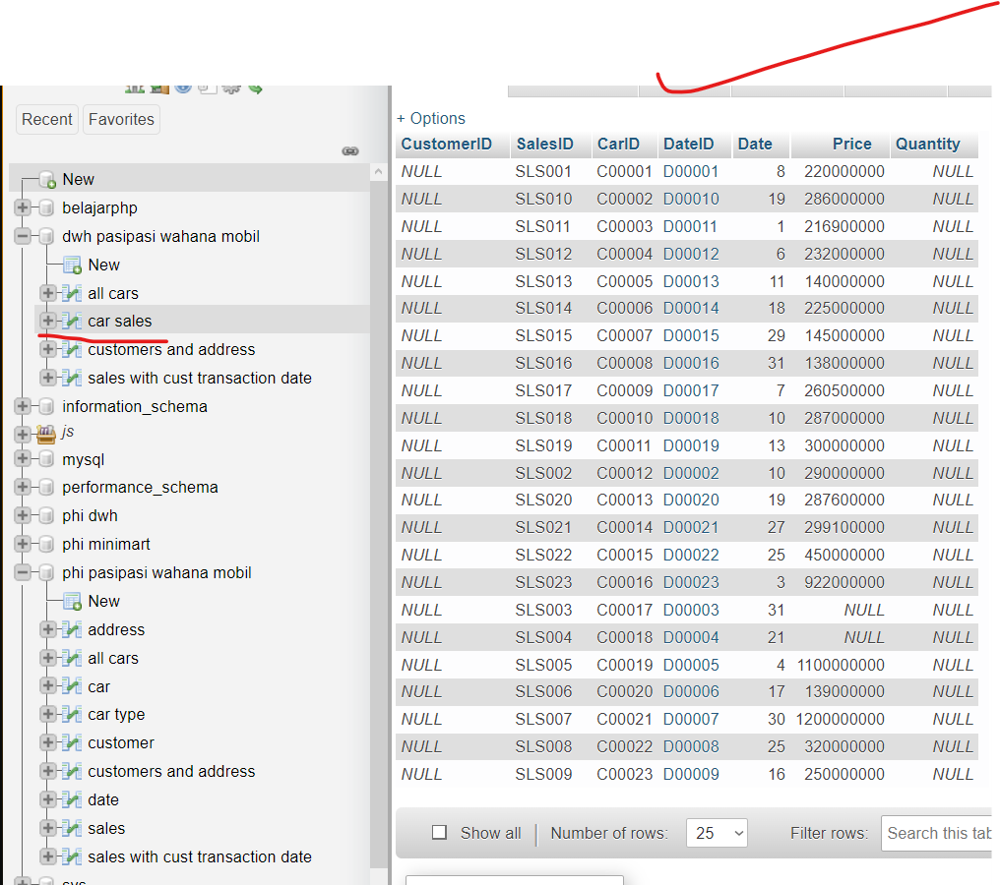 Recent Favorites
New
belajarphp
dwh pasipasi wahana mobil
New
all cars
car sales
customers and address
sales with cust transaction date
information_schema
js
mysql
performance_schema
phi dwh
phi minimart
phi pasipasi wahana mobil
New
address
all cars
car
car type
customer
customers and address
date
sales
sales with cust transaction date
+ Options
CustomerID SalesID CarID DateID Date Price Quantity
NULL SLS001 C00001 D00001 8 220000000 NULL
NULL SLS010 C00002 D00010 19 286000000 NULL
NULL SLS011 C00003 D00011 1 216900000 NULL
NULL SLS012 C00004 D00012 6 232000000 NULL
NULL SLS013 C00005 D00013 11 140000000 NULL
NULL SLS014 C00006 D00014 18 225000000 NULL
NULL SLS015 C00007 D00015 29 145000000 NULL
NULL SLS016 C00008 D00016 31 138000000 NULL
NULL SLS017 C00009 D00017 7 260500000 NULL
NULL SLS018 C00010 D00018 10 287000000 NULL
NULL SLS019 C00011 D00019 13 300000000 NULL
NULL SLS002 C00012 D00002 10 290000000 NULL
NULL SLS020 C00013 D00020 19 287600000 NULL
NULL SLS021 C00014 D00021 27 299100000 NULL
NULL SLS022 C00015 D00022 25 450000000 NULL
NULL SLS023 C00016 D00023 3 922000000 NULL
NULL SLS003 C00017 D00003 31 NULL NULL
NULL SLS004 C00018 D00004 21 NULL NULL
NULL SLS005 C00019 D00005 4 1100000000 NULL
NULL SLS006 C00020 D00006 17 139000000 NULL
NULL SLS007 C00021 D00007 30 1200000000 NULL
NULL SLS008 C00022 D00008 25 320000000 NULL
NULL SLS009 C00023 D00009 16 250000000 NULL
Show all Number of rows: 25 Filter rows: Search this